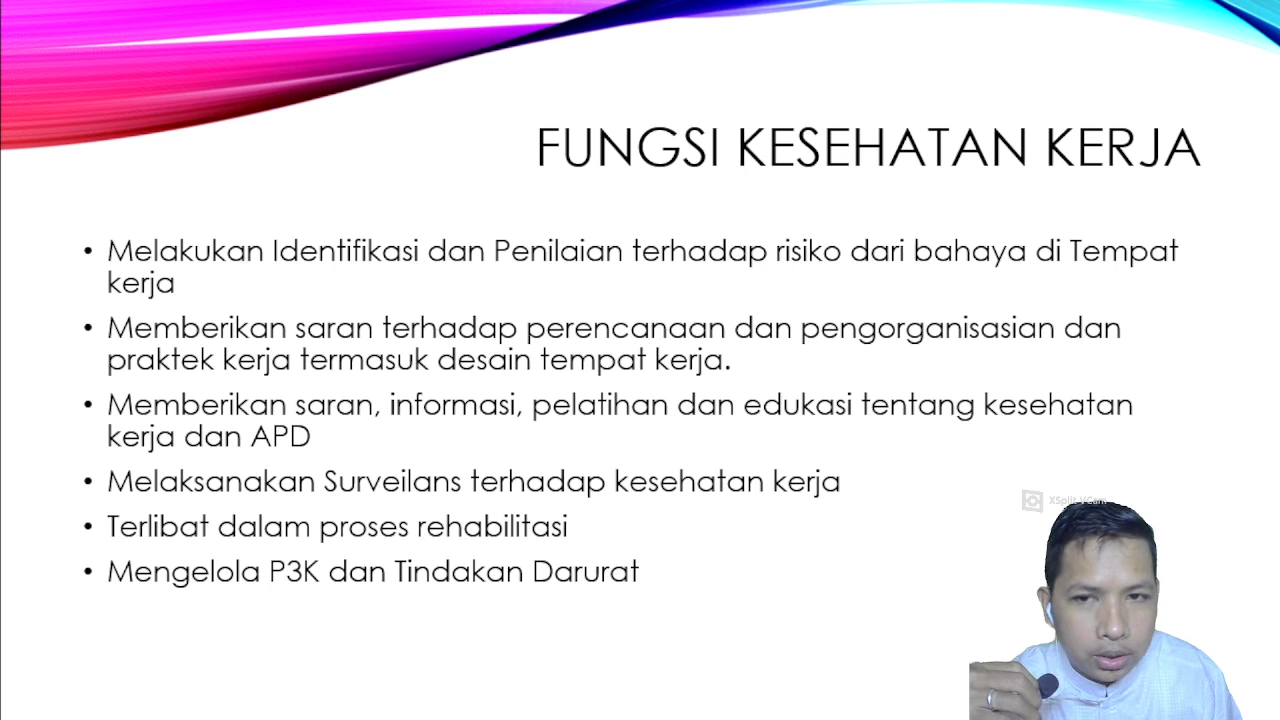 FUNGSI KESEHATAN KERJA
• Melakukan Identifikasi dan Penilaian terhadap risiko dari bahaya di Tempat
kerja
• Memberikan saran terhadap perencanaan dan pengorganisasian dan
praktek kerja termasuk desain tempat kerja.
• Memberikan saran, informasi, pelatihan dan edukasi tentang kesehatan
kerja dan APD
• Melaksanakan Surveilans terhadap kesehatan kerja
• Terlibat dalam proses rehabilitasi
• Mengelola P3K dan Tindakan Darurat
XSplit VCam